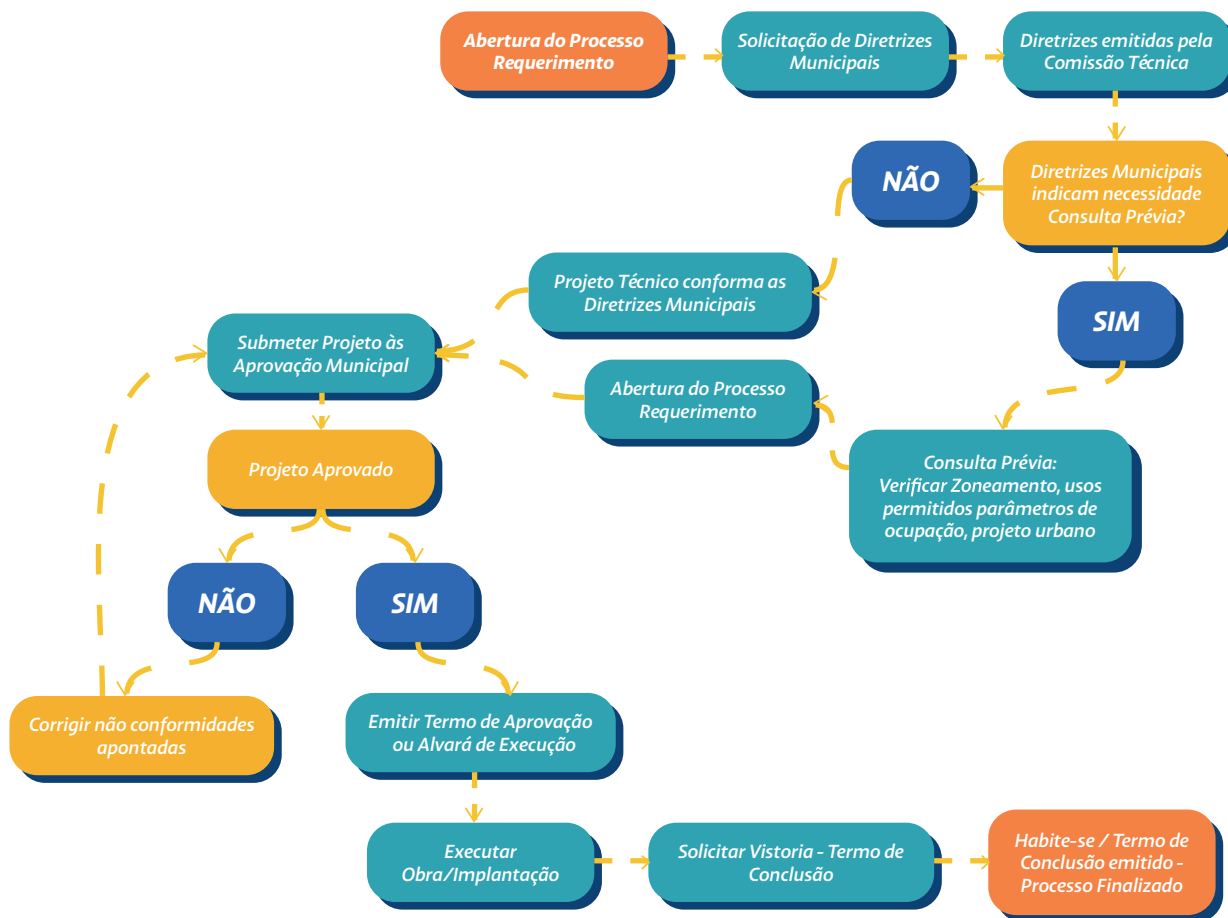 Abertura do Processo
Requerimento
Solicitação de Diretrizes
Municipais
Diretrizes emitidas pela
Comissão Técnica
Diretrizes Municipais
indicam necessidade
Consulta Prévia?
NÃO
SIM
Projeto Técnico conforma as
Diretrizes Municipais
Consulta Prévia:
Verificar Zoneamento, usos
permitidos parâmetros de
ocupação, projeto urbano
Abertura do Processo
Requerimento
Submeter Projeto às
Aprovação Municipal
Projeto Aprovado
NÃO
SIM
Corrigir não conformidades
apontadas
Emitir Termo de Aprovação
ou Alvará de Execução
Executar
Obra/Implantação
Solicitar Vistoria - Termo de
Conclusão
Habite-se / Termo de
Conclusão emitido -
Processo Finalizado